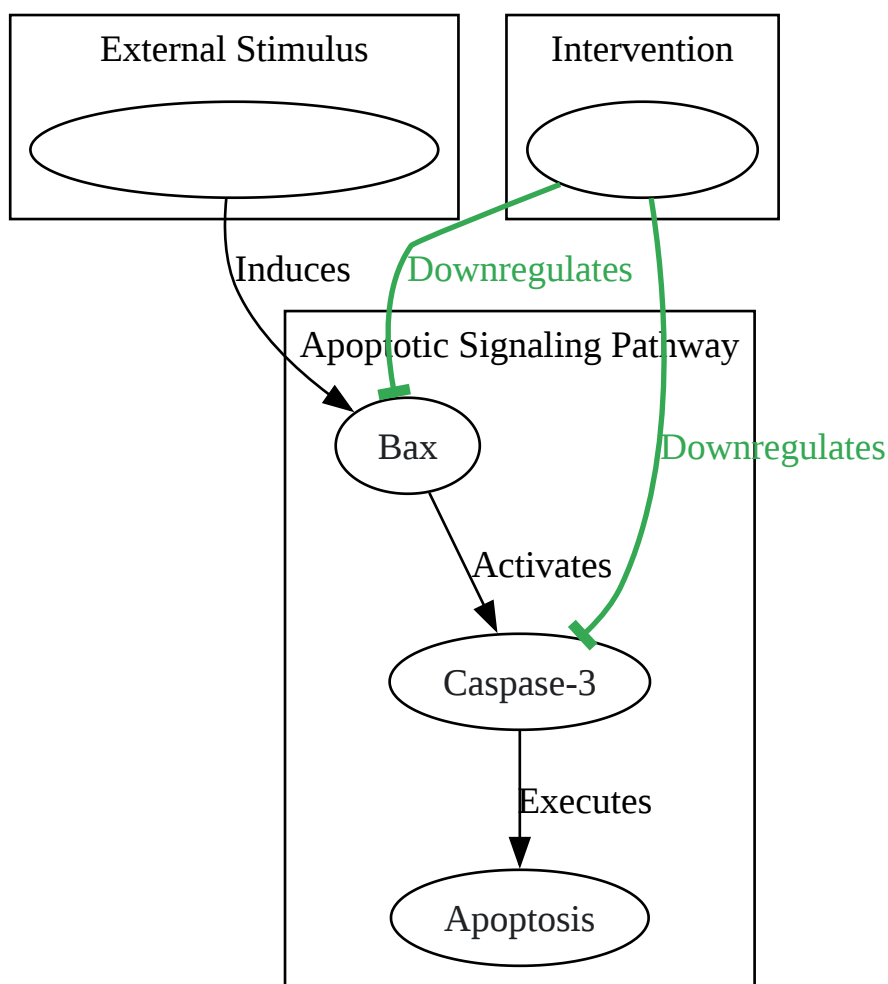 External Stimulus
Intervention
Induces
Downregulates
Apoptotic Signaling Pathway
Bax
Downregulates
Activates
Caspase-3
Executes
Apoptosis